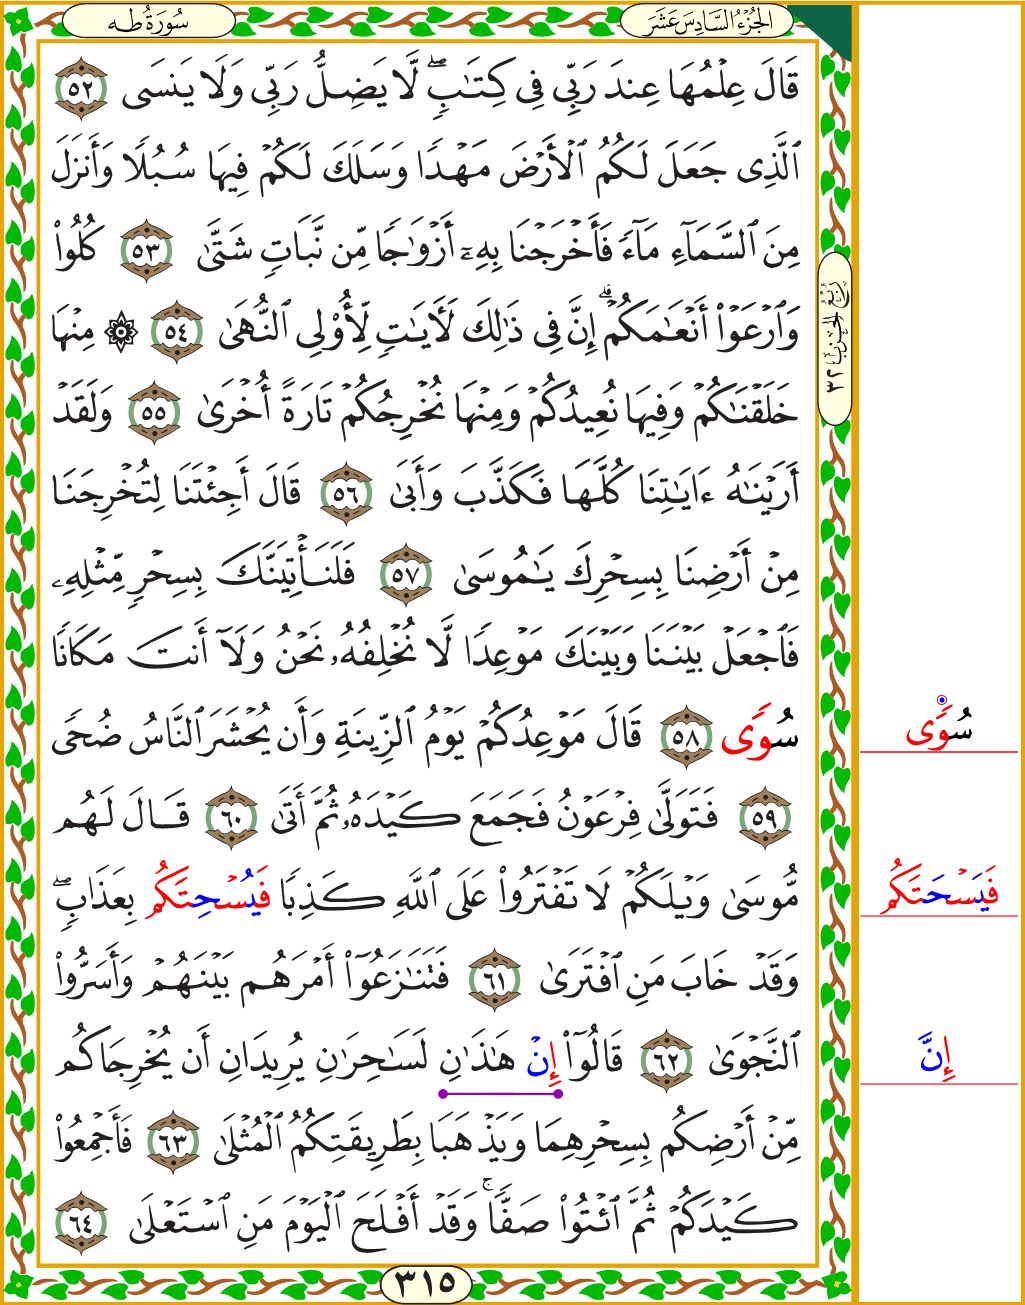 سُورَةُ طه
الجُزْءُ السَّادِسَ عَشَرَ
قَالَ عِلْمُهَا عِندَ رَبِّى فِى كِتَـٰبٍۢ ۖ لَّا يَضِلُّ رَبِّى وَلَا يَنسَى ٥٢
ٱلَّذِى جَعَلَ لَكُمُ ٱلْأَرْضَ مَهْدًۭا وَسَلَكَ لَكُمْ فِيهَا سُبُلًۭا وَأَنزَلَ
مِنَ ٱلسَّمَآءِ مَآءًۭ فَأَخْرَجْنَا بِهِۦٓ أَزْوَٰجًۭا مِّن نَّبَاتٍۢ شَتَّىٰ ٥٣ كُلُوا۟
وَٱرْعَوْا۟ أَنْعَـٰمَكُمْ ۗ إِنَّ فِى ذَٰلِكَ لَـَٔايَـٰتٍۢ لِّأُو۟لِى ٱلنُّهَىٰ ٥٤ ۞ مِنْهَا
خَلَقْنَـٰكُمْ وَفِيهَا نُعِيدُكُمْ وَمِنْهَا نُخْرِجُكُمْ تَارَةً أُخْرَىٰ ٥٥ وَلَقَدْ
أَرَيْنَـٰهُ ءَايَـٰتِنَا كُلَّهَا فَكَذَّبَ وَأَبَىٰ ٥٦ قَالَ أَجِئْتَنَا لِتُخْرِجَنَا
مِنْ أَرْضِنَا بِسِحْرِكَ يَـٰمُوسَىٰ ٥٧ فَلَنَأْتِيَنَّكَ بِسِحْرٍۢ مِّثْلِهِۦ
فَٱجْعَلْ بَيْنَنَا وَبَيْنَكَ مَوْعِدًۭا لَّا نُخْلِفُهُۥ نَحْنُ وَلَآ أَنتَ مَكَانًۭا
سُوًى ٥٨ قَالَ مَوْعِدُكُمْ يَوْمُ ٱلزِّينَةِ وَأَن يُحْشَرَ ٱلنَّاسُ ضُحًۭى
٥٩ فَتَوَلَّىٰ فِرْعَوْنُ فَجَمَعَ كَيْدَهُۥ ثُمَّ أَتَىٰ ٦٠ قَالَ لَهُم
مُّوسَىٰ وَيْلَكُمْ لَا تَفْتَرُوا۟ عَلَى ٱللَّهِ كَذِبًۭا فَيُسْحِتَكُم بِعَذَابٍۢ ۖ
وَقَدْ خَابَ مَنِ ٱفْتَرَىٰ ٦١ فَتَنَـٰزَعُوٓا۟ أَمْرَهُم بَيْنَهُمْ وَأَسَرُّوا۟
ٱلنَّجْوَىٰ ٦٢ قَالُوٓا۟ إِنْ هَـٰذَٰنِ لَسَـٰحِرَٰنِ يُرِيدَانِ أَن يُخْرِجَاكُم
مِّنْ أَرْضِكُم بِسِحْرِهِمَا وَيَذْهَبَا بِطَرِيقَتِكُمُ ٱلْمُثْلَىٰ ٦٣ فَأَجْمِعُوا۟
كَيْدَكُمْ ثُمَّ ٱئْتُوا۟ صَفًّۭا ۚ وَقَدْ أَفْلَحَ ٱلْيَوْمَ مَنِ ٱسْتَعْلَىٰ ٦٤
رُبْعُ الحِزْبِ ٣٢
سُوًى
فَيَسْحَتَكُم
إِنَّ
٣١٥